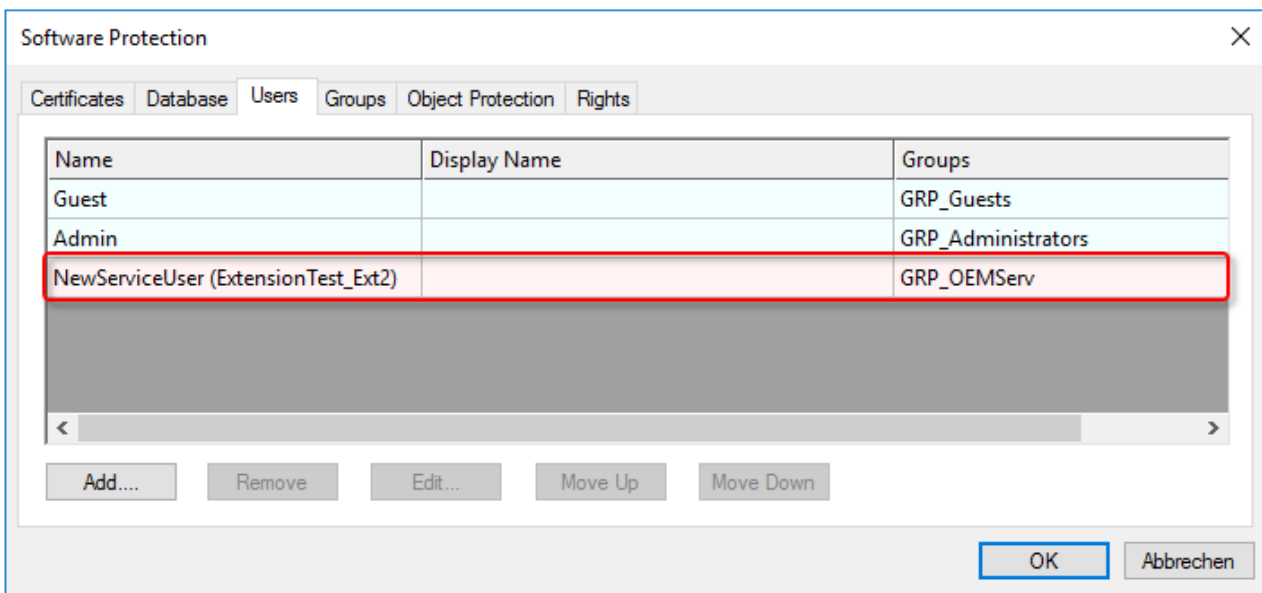 Software Protection
Certificates Database Users Groups Object Protection Rights
Name Display Name Groups
Guest GRP_Guests
Admin GRP_Administrators
NewServiceUser (ExtensionTest_Ext2) GRP_OEMServ
Add.... Remove Edit... Move Up Move Down
OK Abbrechen